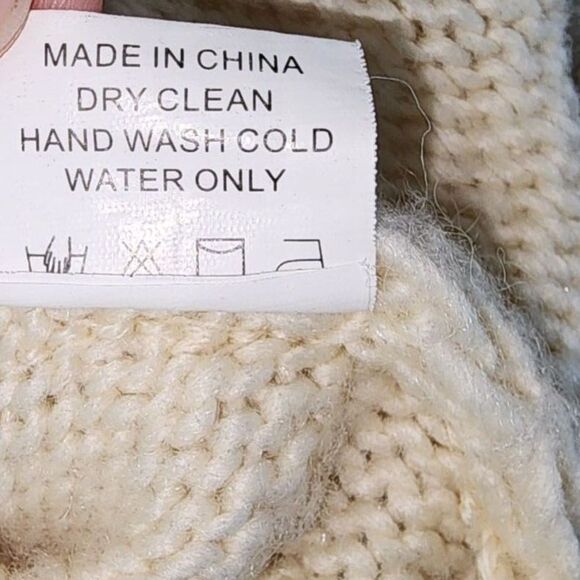 MADE IN CHINA
DRY CLEAN
HAND WASH COLD
WATER ONLY